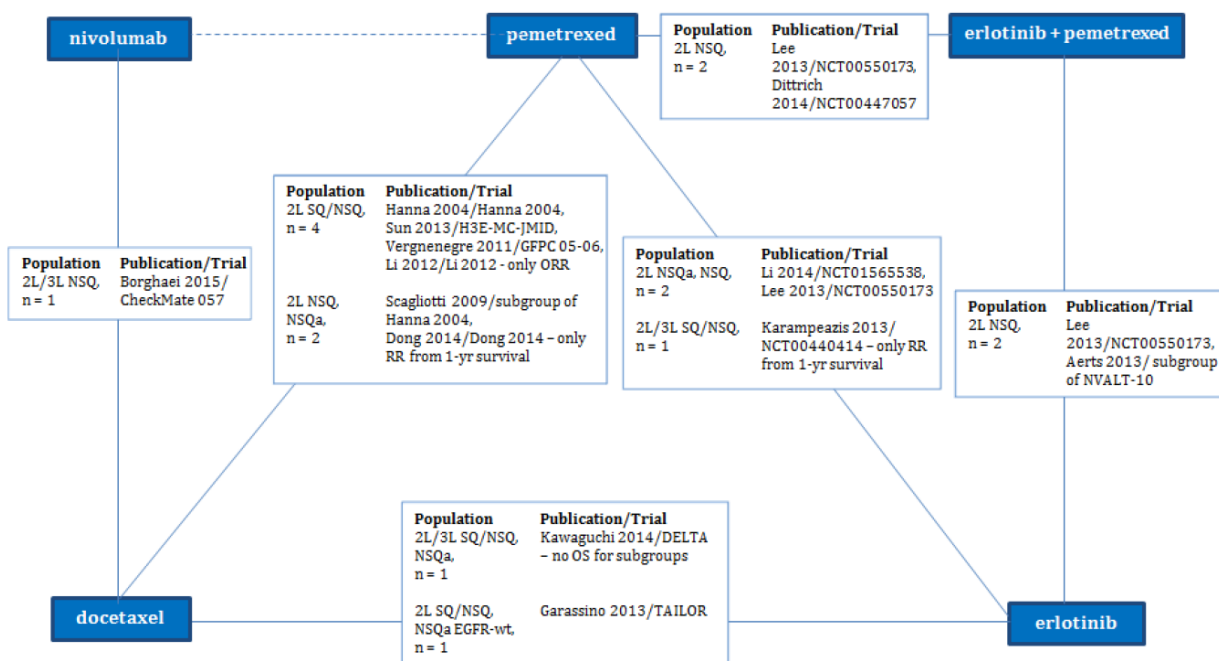 nivolumab
pemetrexed
erlotinib + pemetrexed
Population Publication/Trial
2L NSQ, Lee
n = 2 2013/NCT00550173,
Dittrich
2014/NCT00447057
Population Publication/Trial
2L SQ/NSQ, Hanna 2004/Hanna 2004,
n = 4 Sun 2013/H3E-MC-JMID,
Vergnenegre 2011/GFPC 05-06,
Li 2012/Li 2012 - only ORR
2L NSQ, Scagliotti 2009/subgroup of
NSQa, Hanna 2004,
n = 2 Dong 2014/Dong 2014 – only
RR from 1-yr survival
Population Publication/Trial
2L/3L NSQ, Borghaei 2015/
n = 1 CheckMate 057
Population Publication/Trial
2L NSQa, NSQ, Li 2014/NCT01565538,
n = 2 Lee 2013/NCT00550173
2L/3L SQ/NSQ, Karampeazis 2013/
n = 1 NCT00440414 – only RR
from 1-yr survival
Population Publication/Trial
2L NSQ, Lee
n = 2 2013/NCT00550173,
Aerts 2013/ subgroup
of NVALT-10
Population Publication/Trial
2L/3L SQ/NSQ, Kawaguchi 2014/DELTA
NSQa, – no OS for subgroups
n = 1
2L SQ/NSQ, Garassino 2013/TAILOR
NSQa EGFR-wt,
n = 1
docetaxel
erlotinib